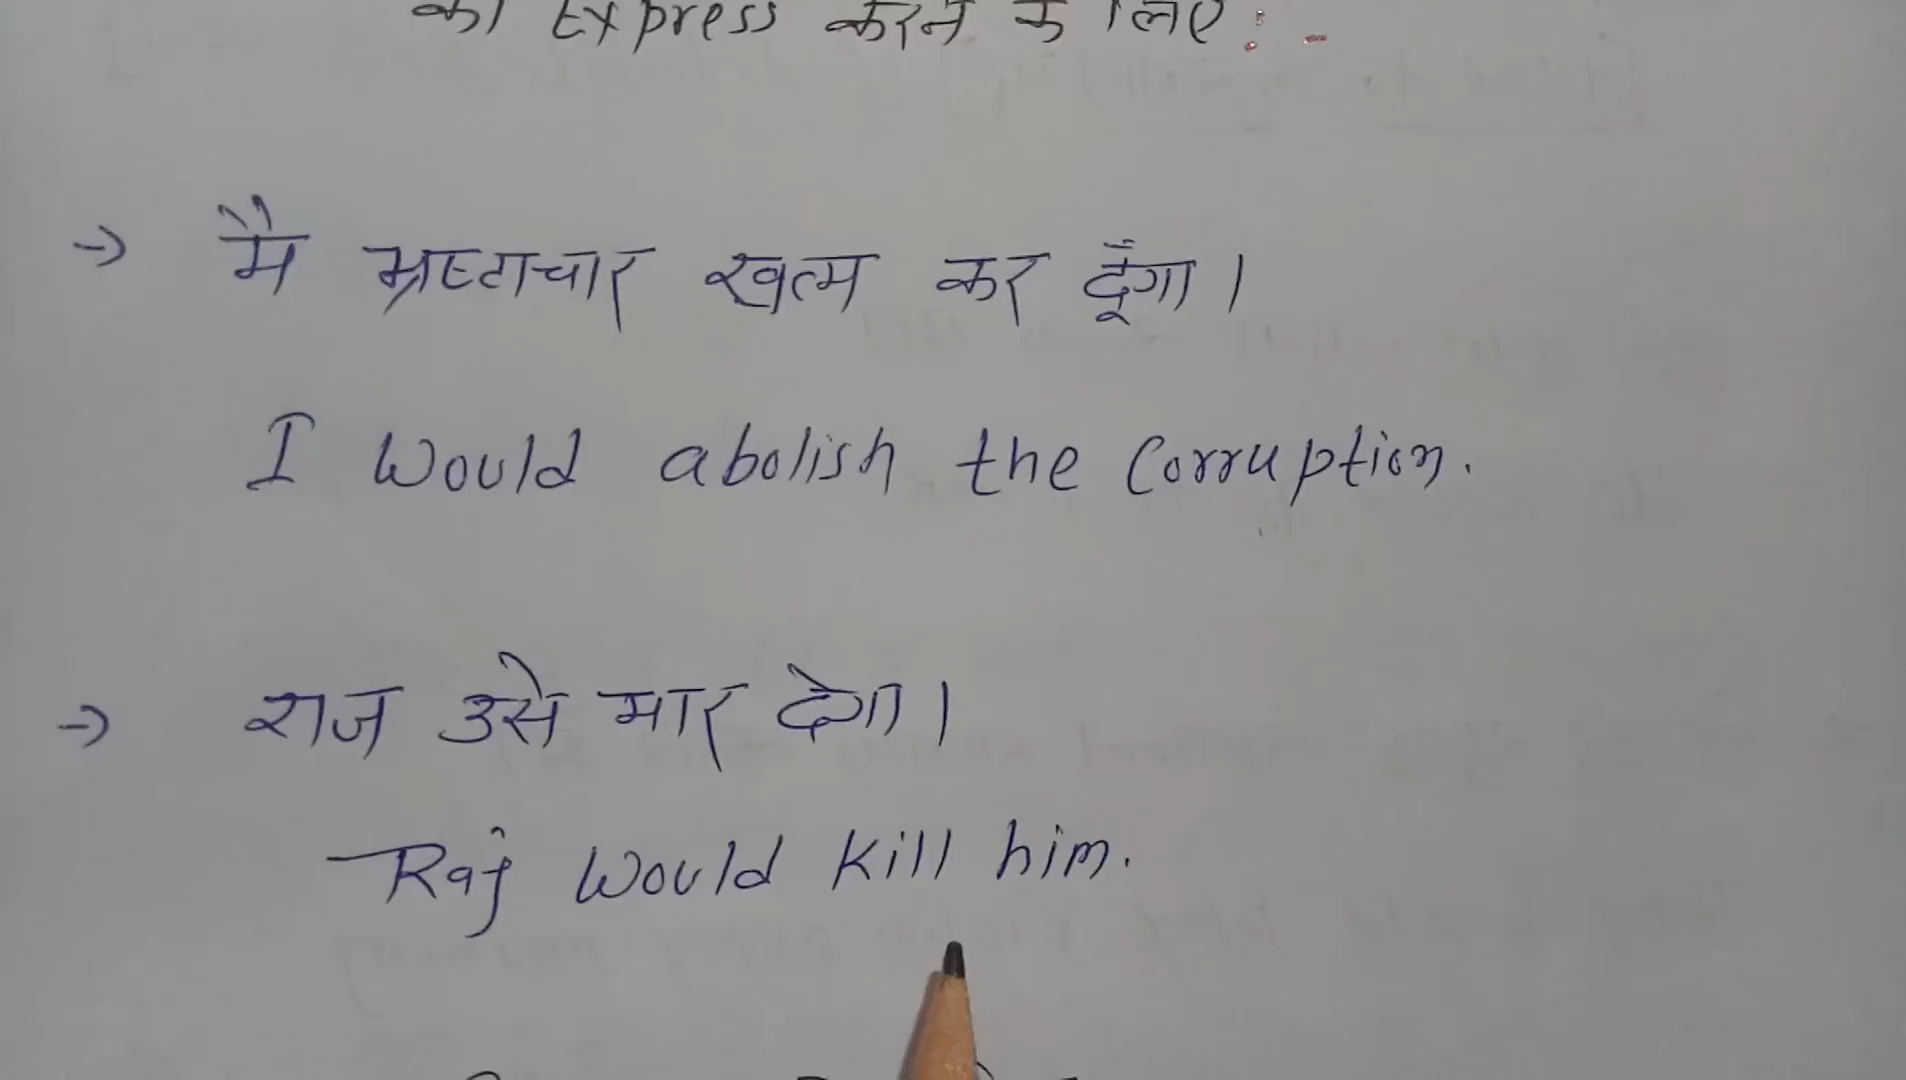 को Express करने के लिए :-
→ मै भ्रष्टाचार खत्म कर दूँगा।
I would abolish the Corruption.
→ राज उसे मार देगा।
Raj would kill him.